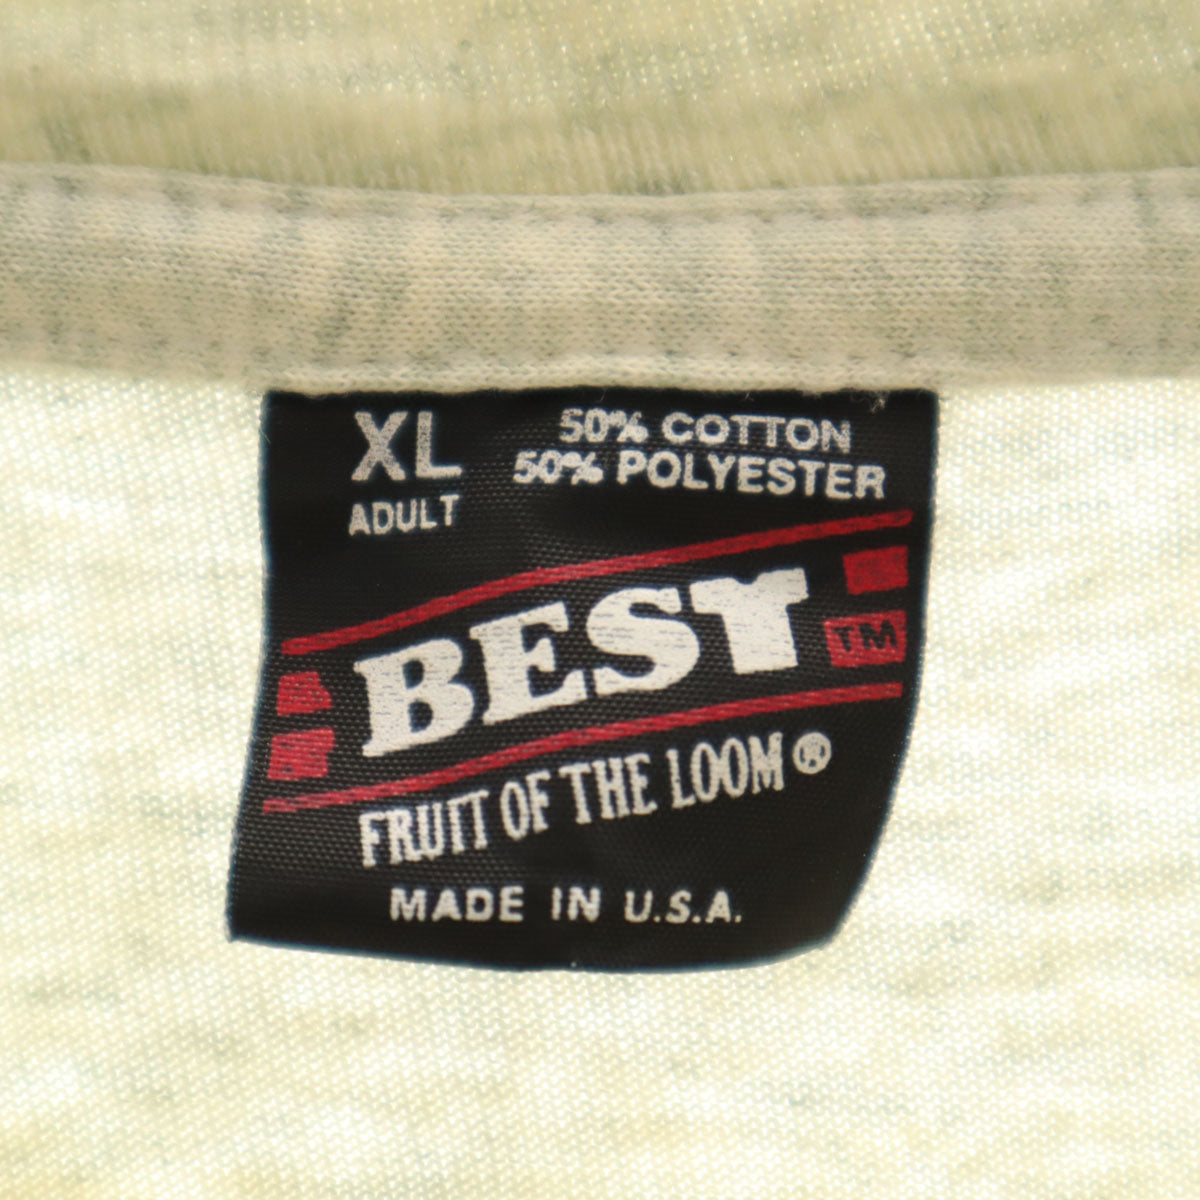 XL
ADULT
50% COTTON
50% POLYESTER
BEST
TM
FRUIT OF THE LOOM®
MADE IN U.S.A.